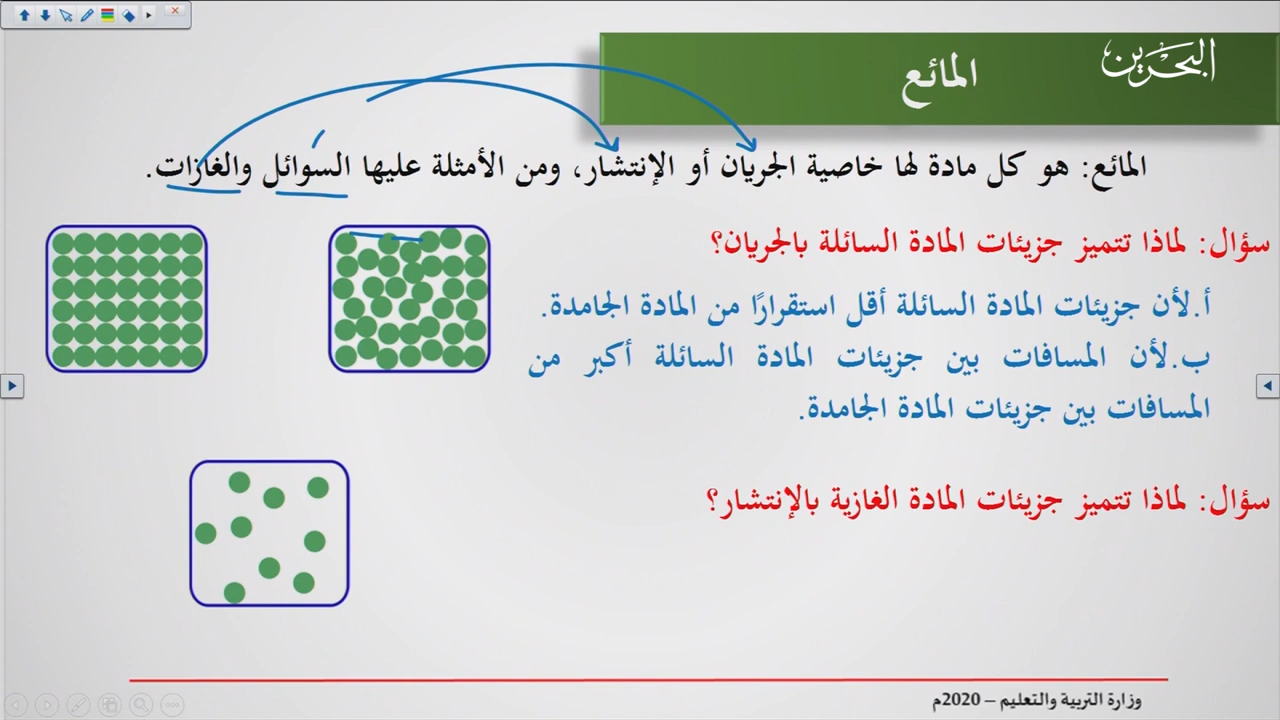 البحرين
المائع
المائع: هو كل مادة لها خاصية الجريان أو الإنتشار، ومن الأمثلة عليها السوائل والغازات.
سؤال: لماذا تتميز جزيئات المادة السائلة بالجريان؟
أ.لأن جزيئات المادة السائلة أقل استقرارًا من المادة الجامدة.
ب.لأن المسافات بين جزيئات المادة السائلة أكبر من
المسافات بين جزيئات المادة الجامدة.
سؤال: لماذا تتميز جزيئات المادة الغازية بالإنتشار؟
وزارة التربية والتعليم – 2020م